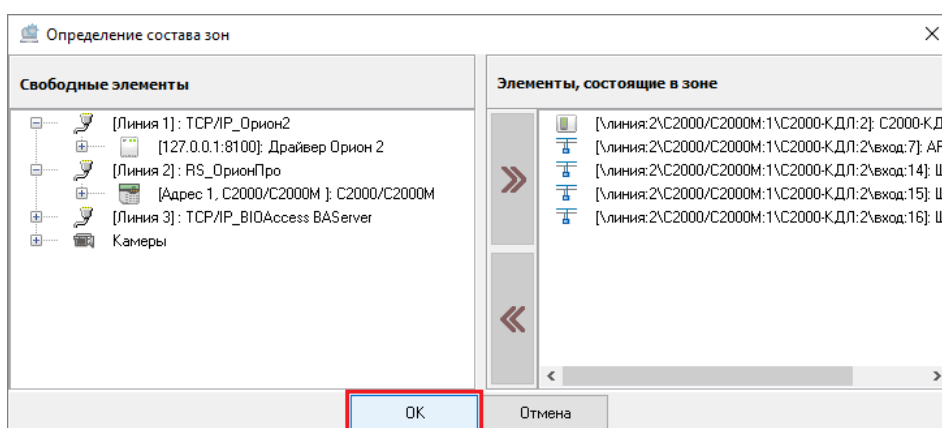 Определение состава зон
Свободные элементы
[Линия 1] : TCP/IP_Орион2
[127.0.0.1:8100]: Драйвер Орион 2
[Линия 2] : RS_ОрионПро
[Адрес 1, С2000/С2000М ]: С2000/С2000М
[Линия 3] : TCP/IP_BIOAccess BAServer
Камеры
Элементы, состоящие в зоне
[\линия:2\С2000/С2000М:1\С2000-КДЛ:2]: С2000-КД
[\линия:2\С2000/С2000М:1\С2000-КДЛ:2\вход:7]:
[\линия:2\С2000/С2000М:1\С2000-КДЛ:2\вход:14]:
[\линия:2\С2000/С2000М:1\С2000-КДЛ:2\вход:15]:
[\линия:2\С2000/С2000М:1\С2000-КДЛ:2\вход:16]:
OK
Отмена